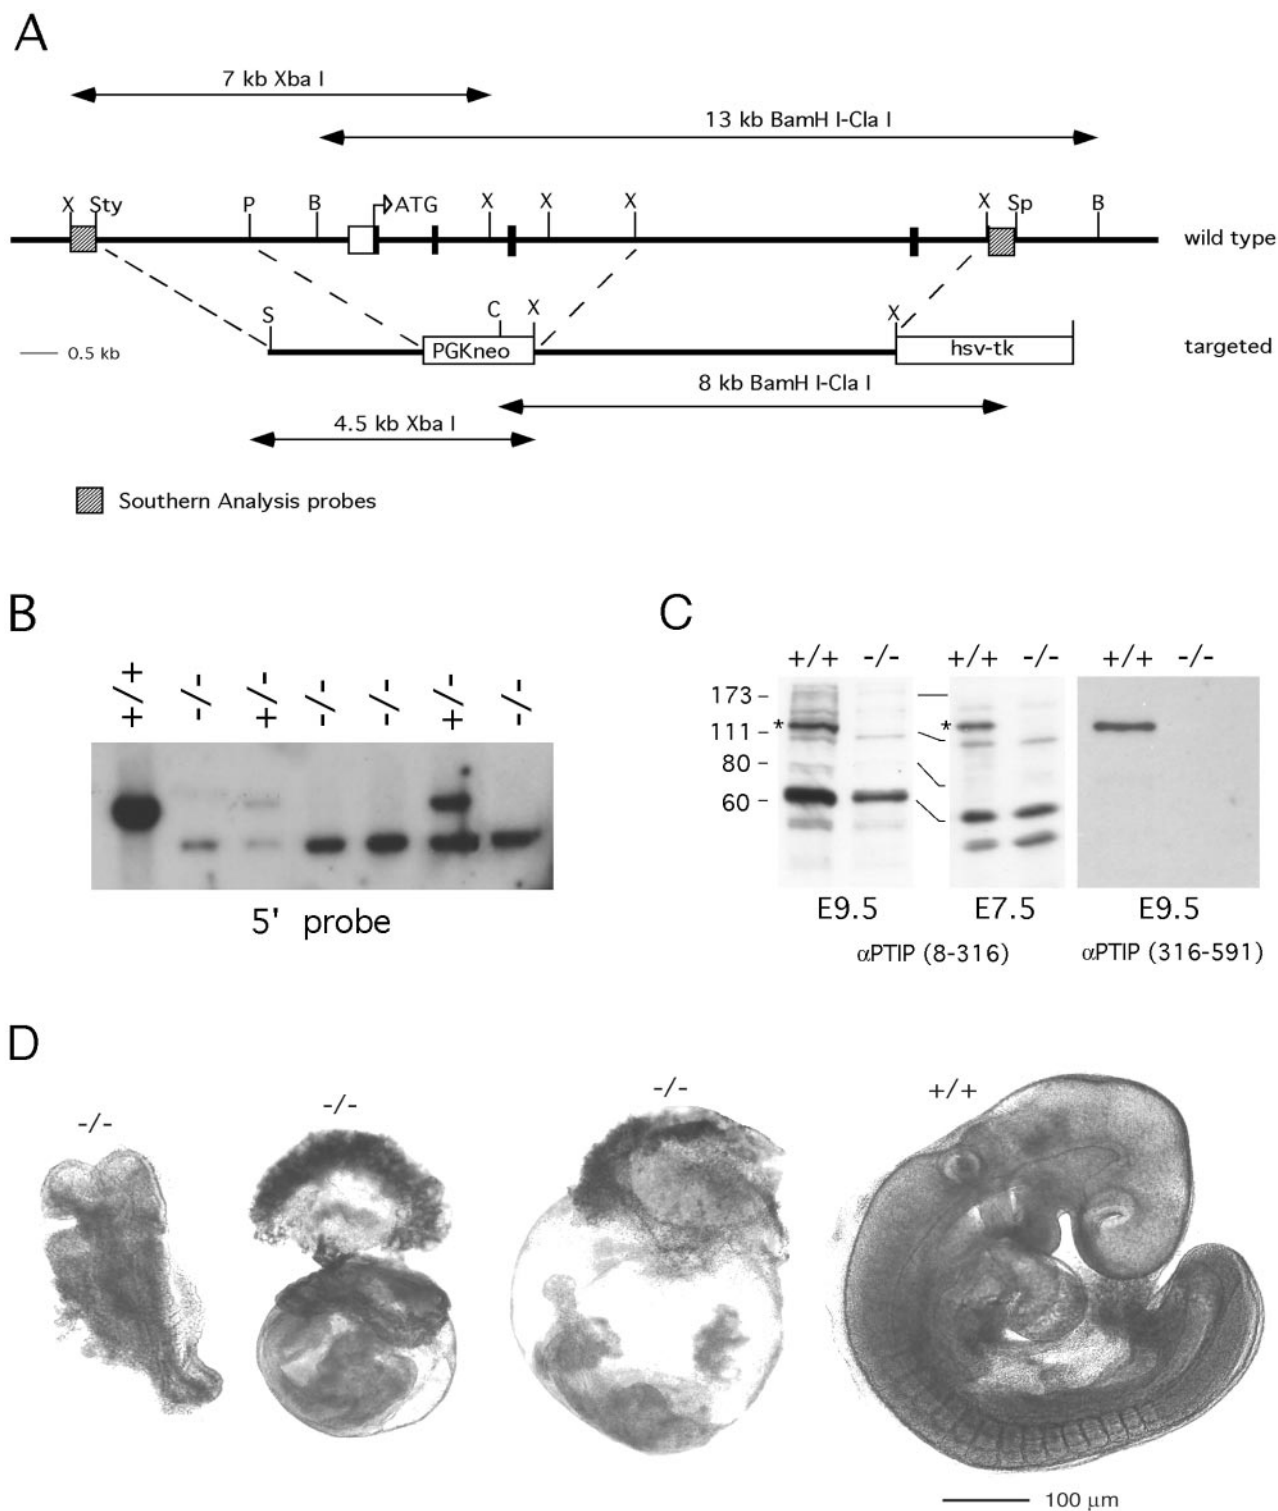 A
7 kb Xba I
13 kb BamH I-Cla I
X Sty P B ATG X X X X Sp B
wild type
S C X X
PGKneo hsv-tk
0.5 kb
targeted
8 kb BamH I-Cla I
4.5 kb Xba I
Southern Analysis probes
B
+/+ -/- +/- -/- -/- +/- -/-
5' probe
C
+/+ -/- +/+ -/- +/+ -/-
173 –
* *
111 –
80 –
60 –
E9.5 E7.5 E9.5
αPTIP (8-316) αPTIP (316-591)
D
-/- -/- -/- +/+
100 μm